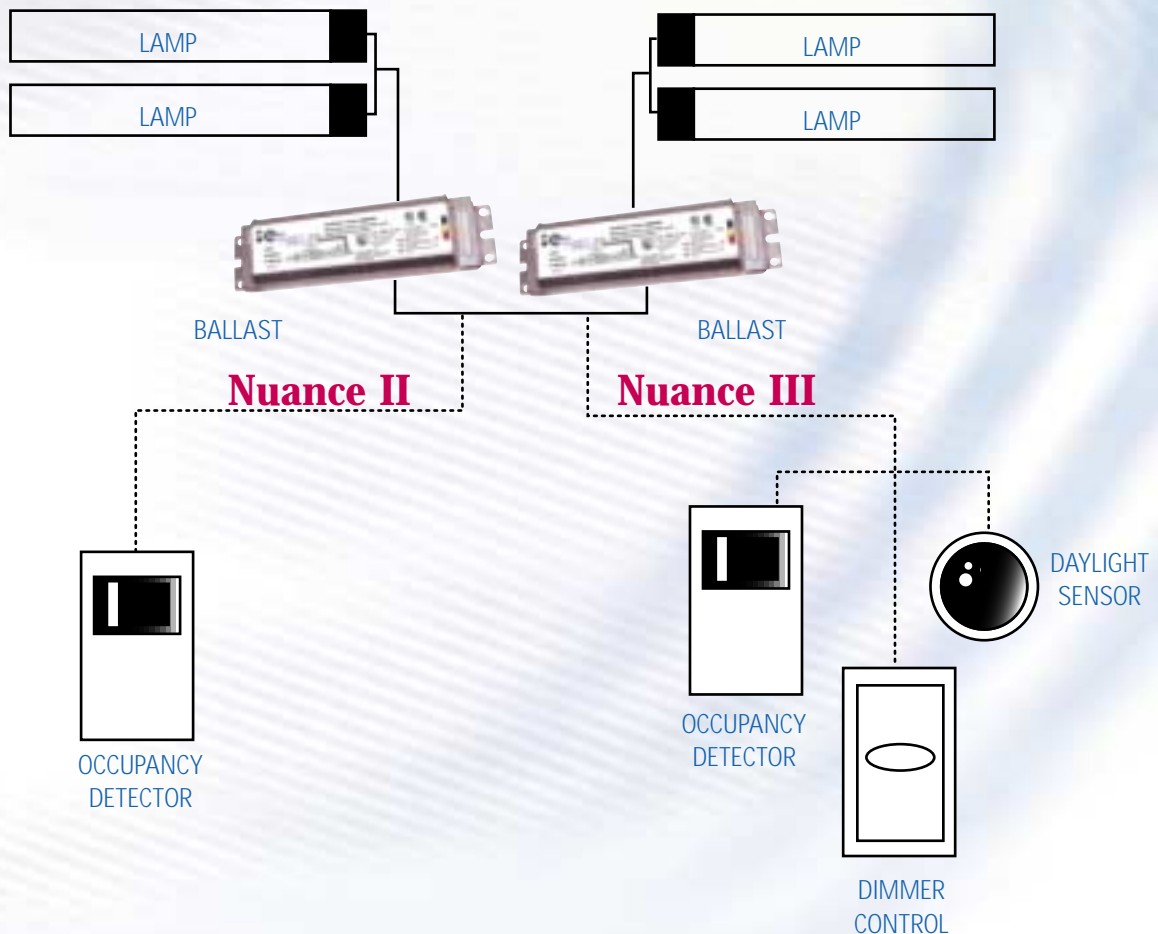 LAMP
LAMP
LAMP
LAMP
BALLAST
BALLAST
Nuance II
Nuance III
DAYLIGHT
SENSOR
OCCUPANCY
DETECTOR
OCCUPANCY
DETECTOR
DIMMER
CONTROL